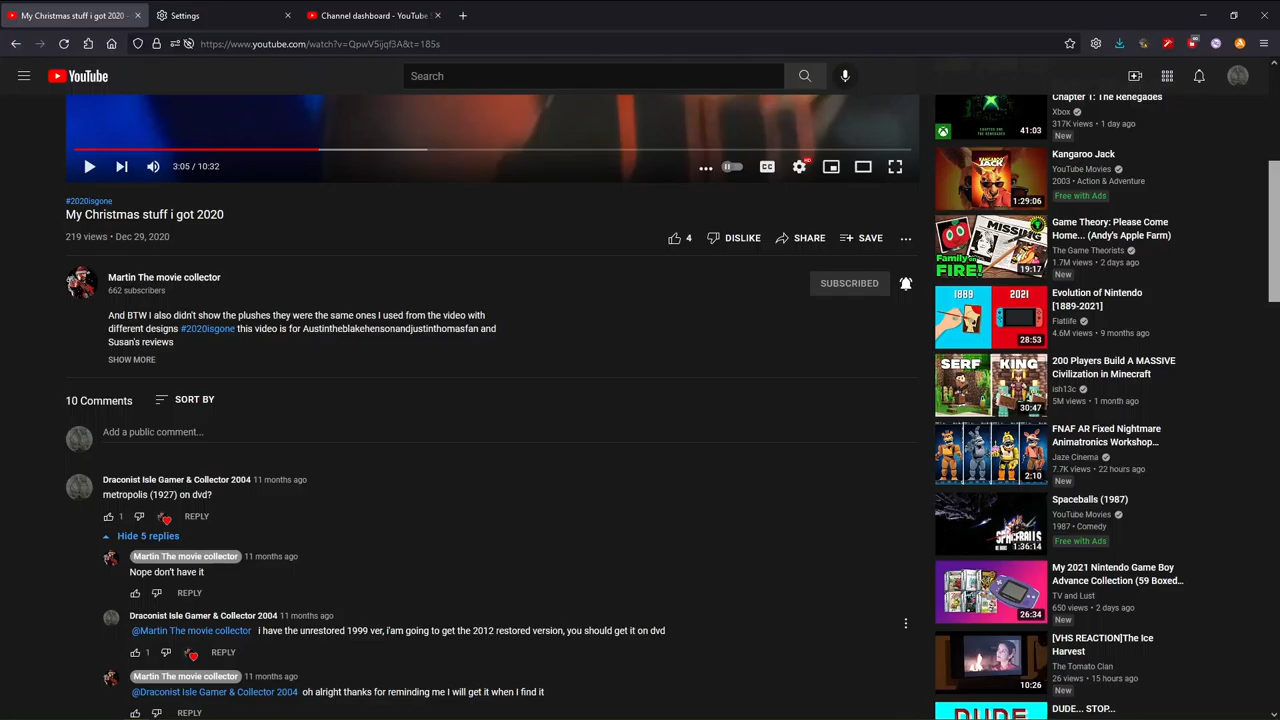 My Christmas stuff i got 2020 -
Settings
Channel dashboard - YouTube S
https://www.youtube.com/watch?v=QpwV5ijqf3A&t=185s
YouTube
Search
3:05 / 10:32
CC
HD
#2020isgone
My Christmas stuff i got 2020
219 views • Dec 29, 2020
4
DISLIKE
SHARE
SAVE
Martin The movie collector
662 subscribers
SUBSCRIBED
And BTW I also didn't show the plushes they were the same ones I used from the video with
different designs #2020isgone this video is for Austintheblakehensonandjustinthomasfan and
Susan's reviews
SHOW MORE
10 Comments
SORT BY
Add a public comment...
Draconist Isle Gamer & Collector 2004 11 months ago
metropolis (1927) on dvd?
1
REPLY
Hide 5 replies
Martin The movie collector 11 months ago
Nope don't have it
REPLY
Draconist Isle Gamer & Collector 2004 11 months ago
@Martin The movie collector i have the unrestored 1999 ver, i'am going to get the 2012 restored version, you should get it on dvd
1
REPLY
Martin The movie collector 11 months ago
@Draconist Isle Gamer & Collector 2004 oh alright thanks for reminding me I will get it when I find it
REPLY
41:03
Chapter 1: The Renegades
Xbox
317K views • 1 day ago
New
KANGAROO
JACK
1:29:06
Kangaroo Jack
YouTube Movies
2003 • Action & Adventure
Free with Ads
MISSING
Family on
FIRE!
19:17
Game Theory: Please Come
Home... (Andy's Apple Farm)
The Game Theorists
1.7M views • 2 days ago
New
1889
2021
28:53
Evolution of Nintendo
[1889-2021]
Flatlife
4.6M views • 9 months ago
SERF
KING
30:47
200 Players Build A MASSIVE
Civilization in Minecraft
ish13c
5M views • 1 month ago
2:10
FNAF AR Fixed Nightmare
Animatronics Workshop...
Jaze Cinema
7.7K views • 22 hours ago
New
SPACEBALLS
1:36:14
Spaceballs (1987)
YouTube Movies
1987 • Comedy
Free with Ads
26:34
My 2021 Nintendo Game Boy
Advance Collection (59 Boxed...
TV and Lust
650 views • 2 days ago
New
10:26
[VHS REACTION]The Ice
Harvest
The Tomato Clan
26 views • 15 hours ago
New
DUDE
DUDE... STOP...